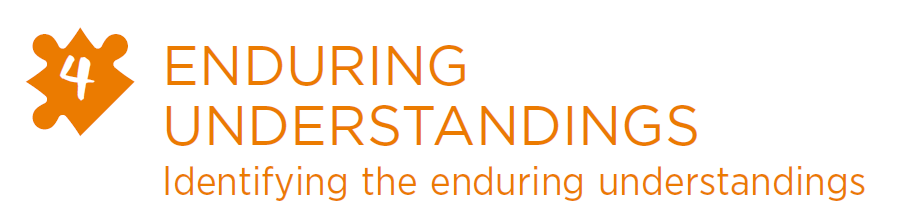 4
ENDURING
UNDERSTANDINGS
Identifying the enduring understandings